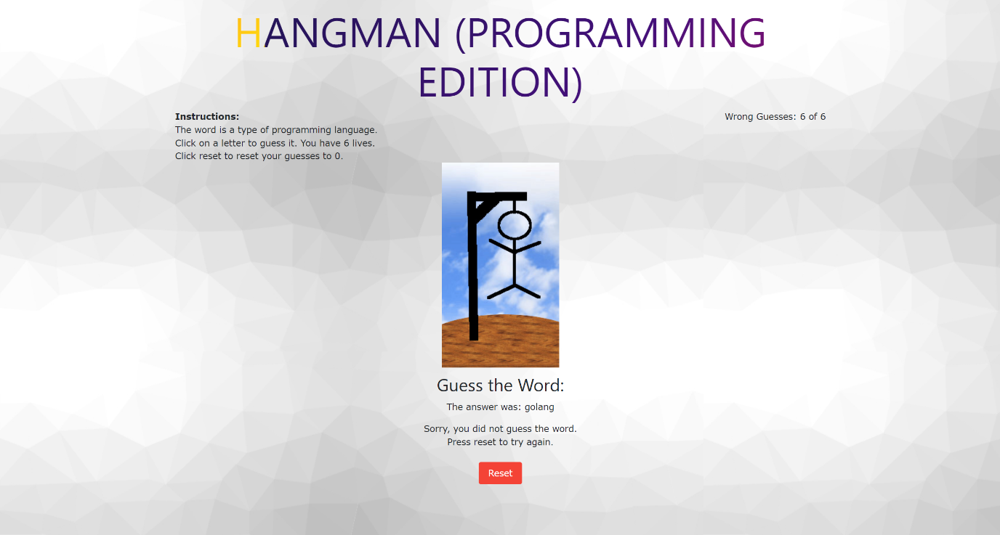 HANGMAN (PROGRAMMING
EDITION)
Instructions:
Wrong Guesses: 6 of 6
The word is a type of programming language.
Click on a letter to guess it. You have 6 lives.
Click reset to reset your guesses to 0.
Guess the Word:
The answer was: golang
Sorry, you did not guess the word.
Press reset to try again.
Reset